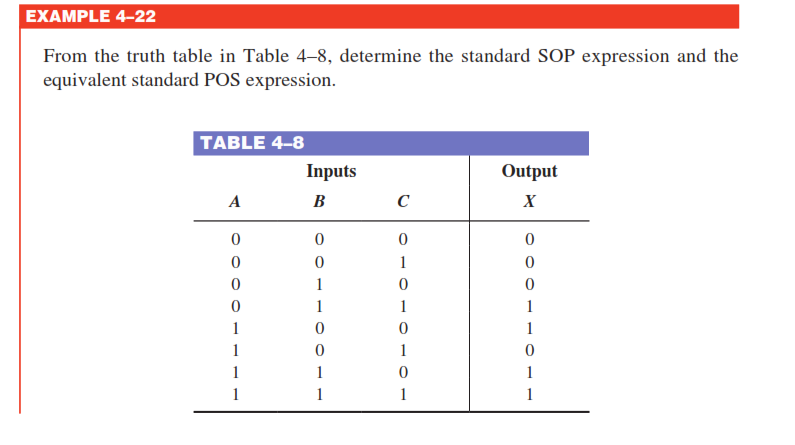 EXAMPLE 4–22
From the truth table in Table 4–8, determine the standard SOP expression and the
equivalent standard POS expression.
TABLE 4–8
Inputs Output
A B C X
0 0 0 0
0 0 1 0
0 1 0 0
0 1 1 1
1 0 0 1
1 0 1 0
1 1 0 1
1 1 1 1